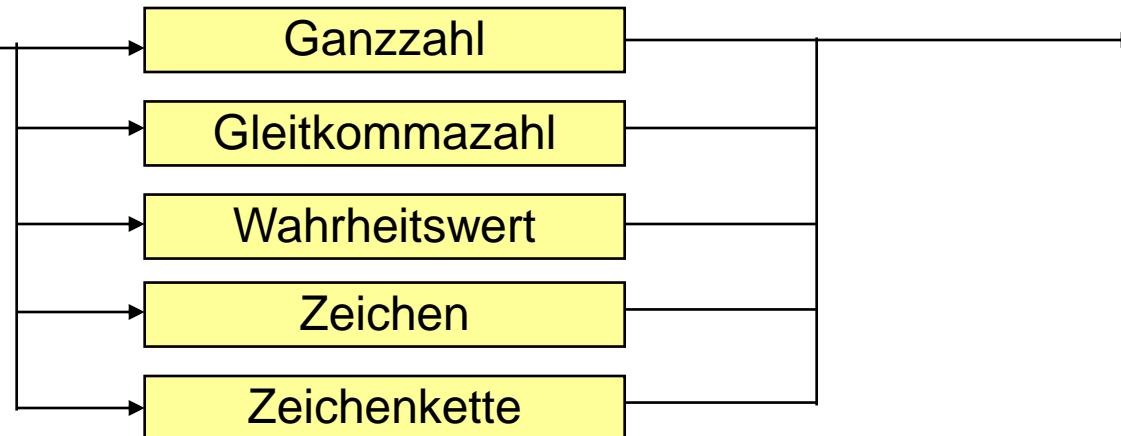 Ganzzahl
Gleitkommazahl
Wahrheitswert
Zeichen
Zeichenkette